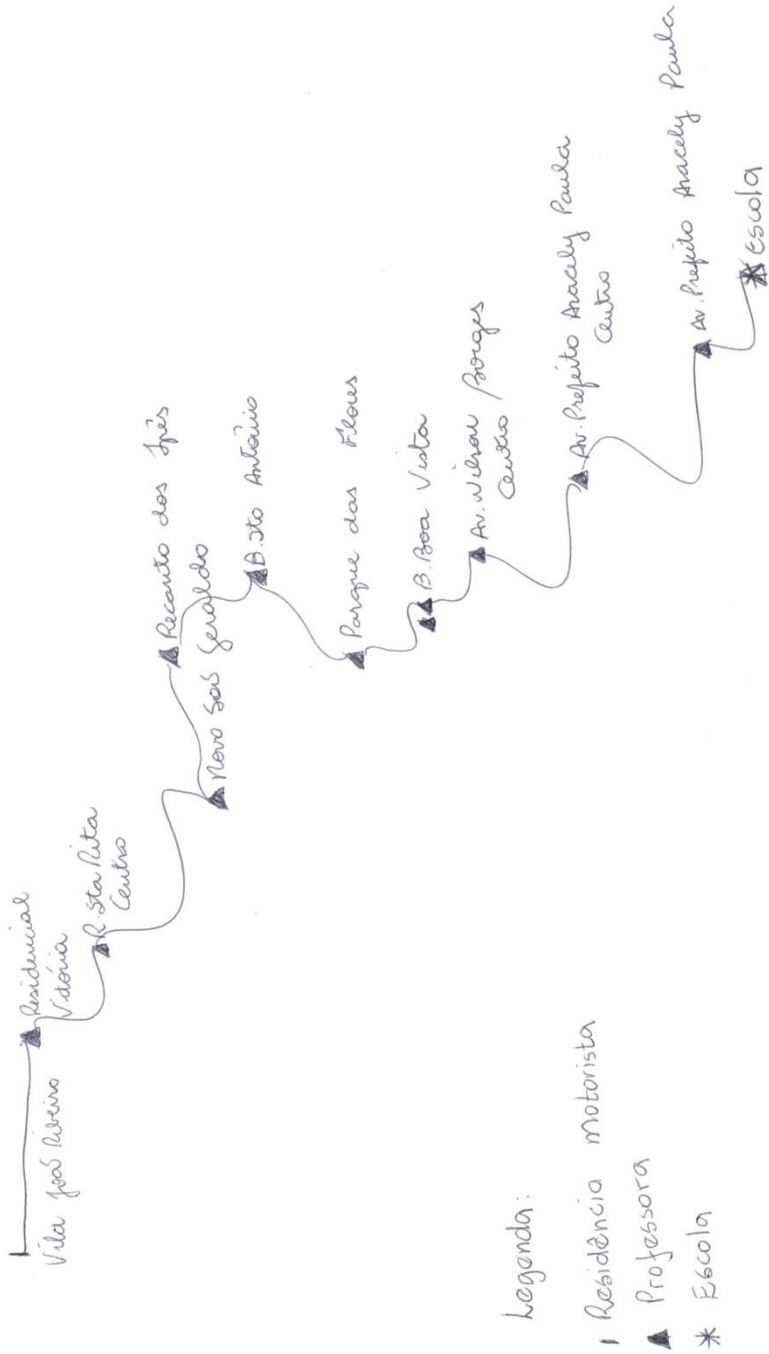 Vila João Ribeiro
Residencial
Vitória
R. Sta Rita
Centro
Novo São Geraldo
Recanto dos Ipês
B. Sto Antônio
Parque das Flores
B. Boa Vista
Av. Wilson Borges
Centro
Av. Prefeito Aracely Paula
Centro
Av. Prefeito Aracely Paula
Escola
Legenda:
Residência motorista
Professora
Escola